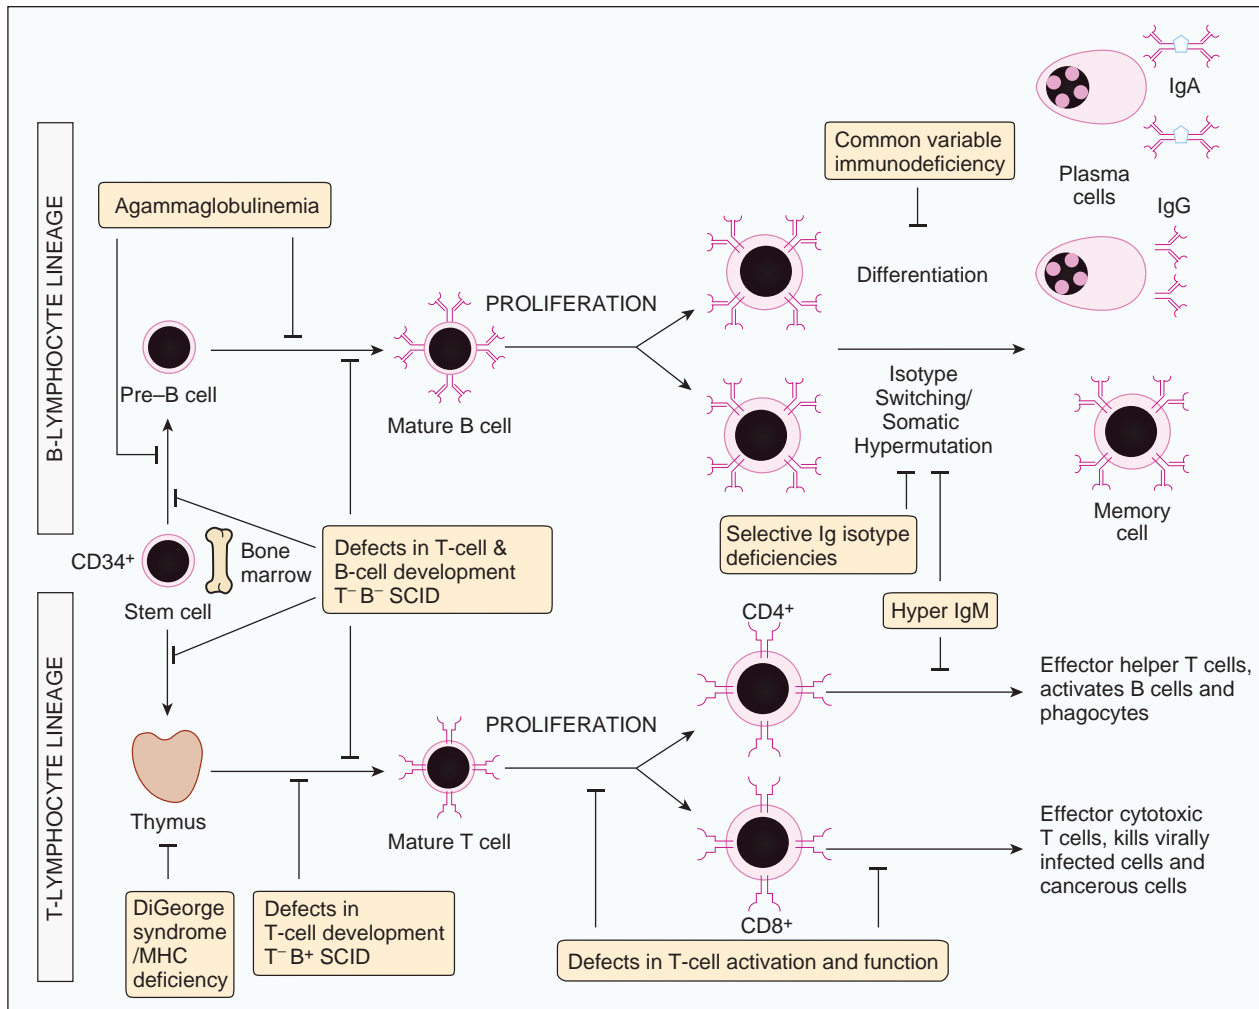 B-LYMPHOCYTE LINEAGE
T-LYMPHOCYTE LINEAGE
Agammaglobulinemia
Pre–B cell
CD34+
Stem cell
Bone
marrow
Thymus
DiGeorge
syndrome
/MHC
deficiency
Defects in
T-cell development
T– B+ SCID
Defects in T-cell &
B-cell development
T– B– SCID
Mature B cell
PROLIFERATION
Mature T cell
PROLIFERATION
Common variable
immunodeficiency
Differentiation
Isotype
Switching/
Somatic
Hypermutation
Selective Ig isotype
deficiencies
Hyper IgM
CD4+
CD8+
Defects in T-cell activation and function
IgA
Plasma
cells
IgG
Memory
cell
Effector helper T cells,
activates B cells and
phagocytes
Effector cytotoxic
T cells, kills virally
infected cells and
cancerous cells